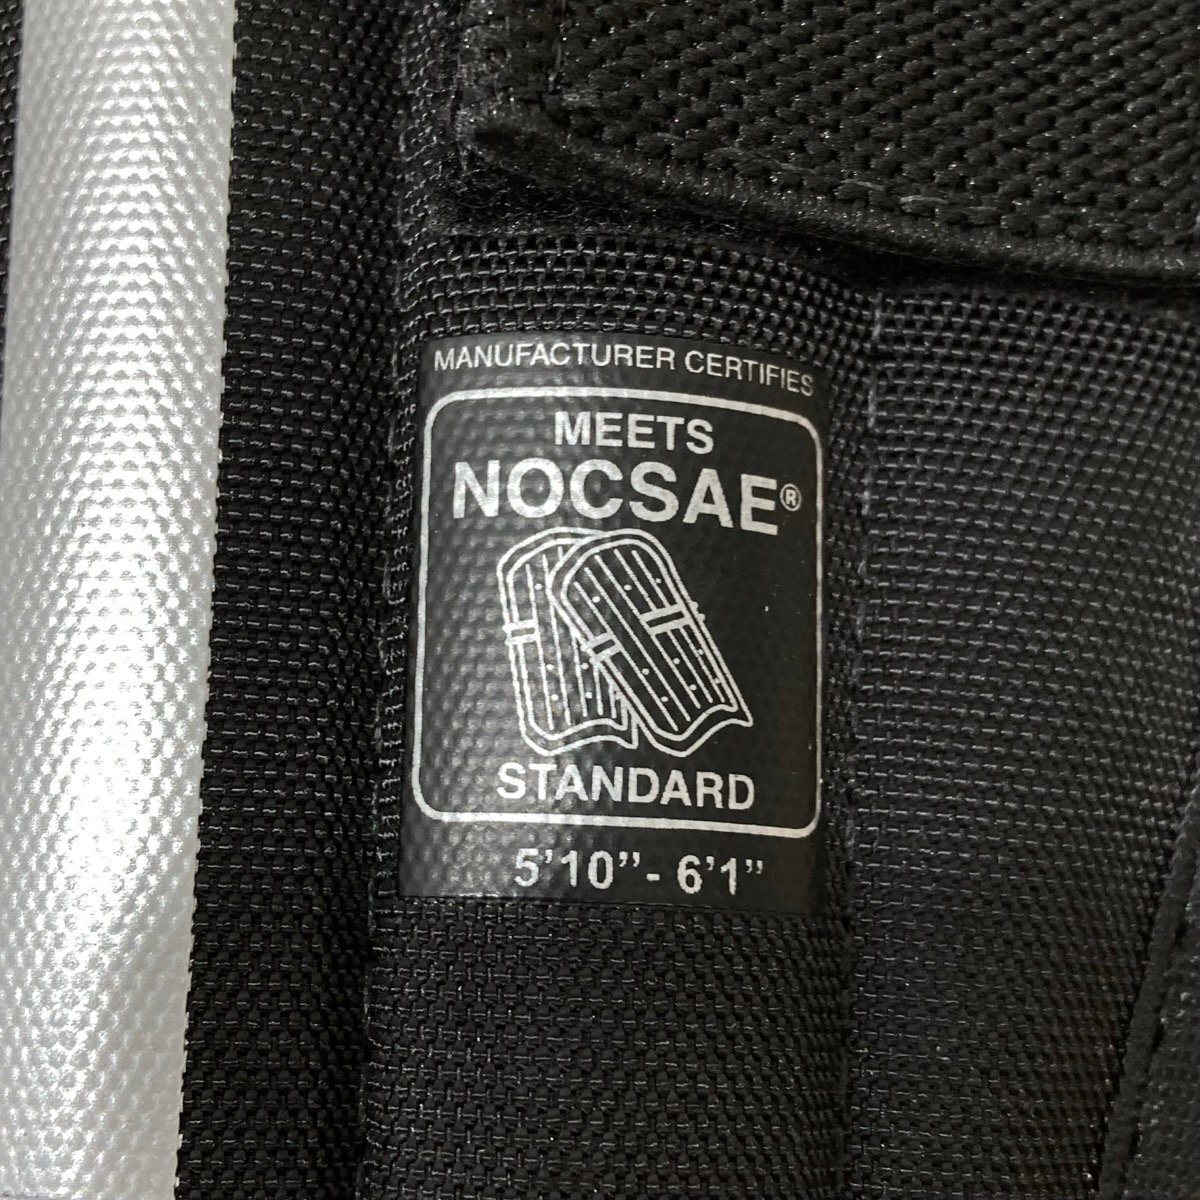 MANUFACTURER CERTIFIES
MEETS
NOCSAE®
STANDARD
5’10”- 6’1”